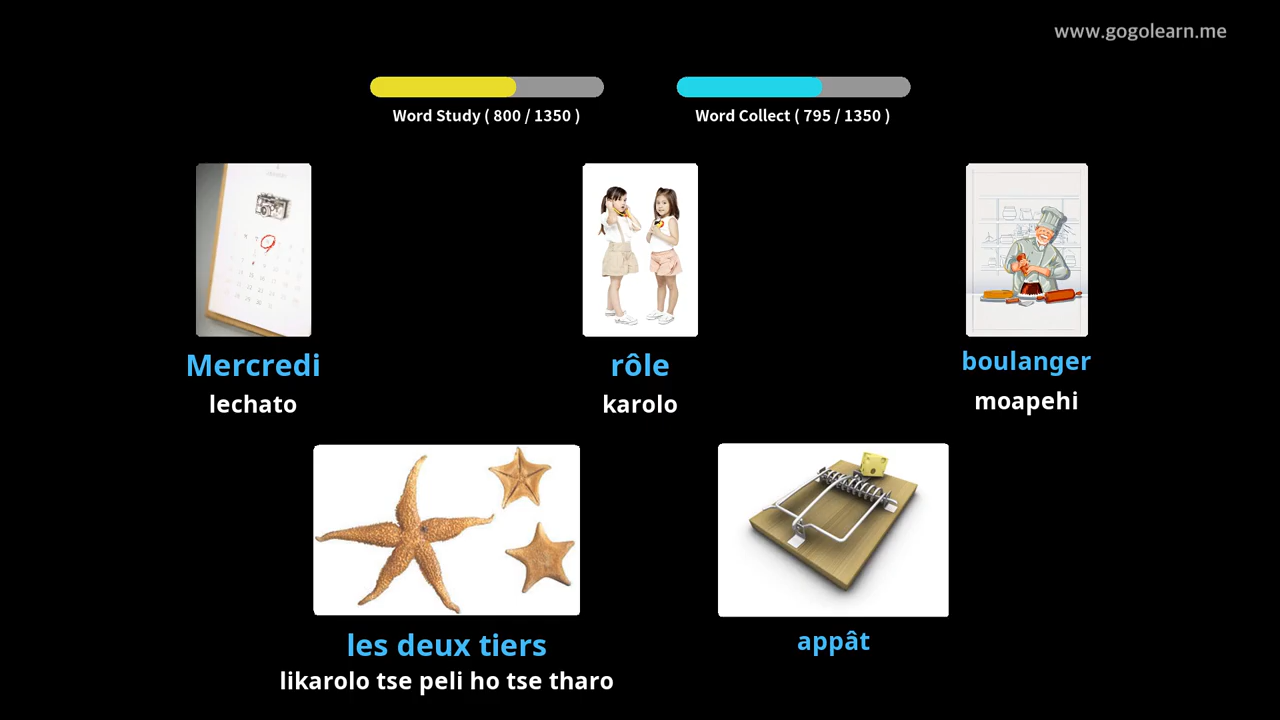 www.gogolearn.me
Word Study ( 800 / 1350 )
Word Collect ( 795 / 1350 )
Mercredi
lechato
rôle
karolo
boulanger
moapehi
les deux tiers
likarolo tse peli ho tse tharo
appât